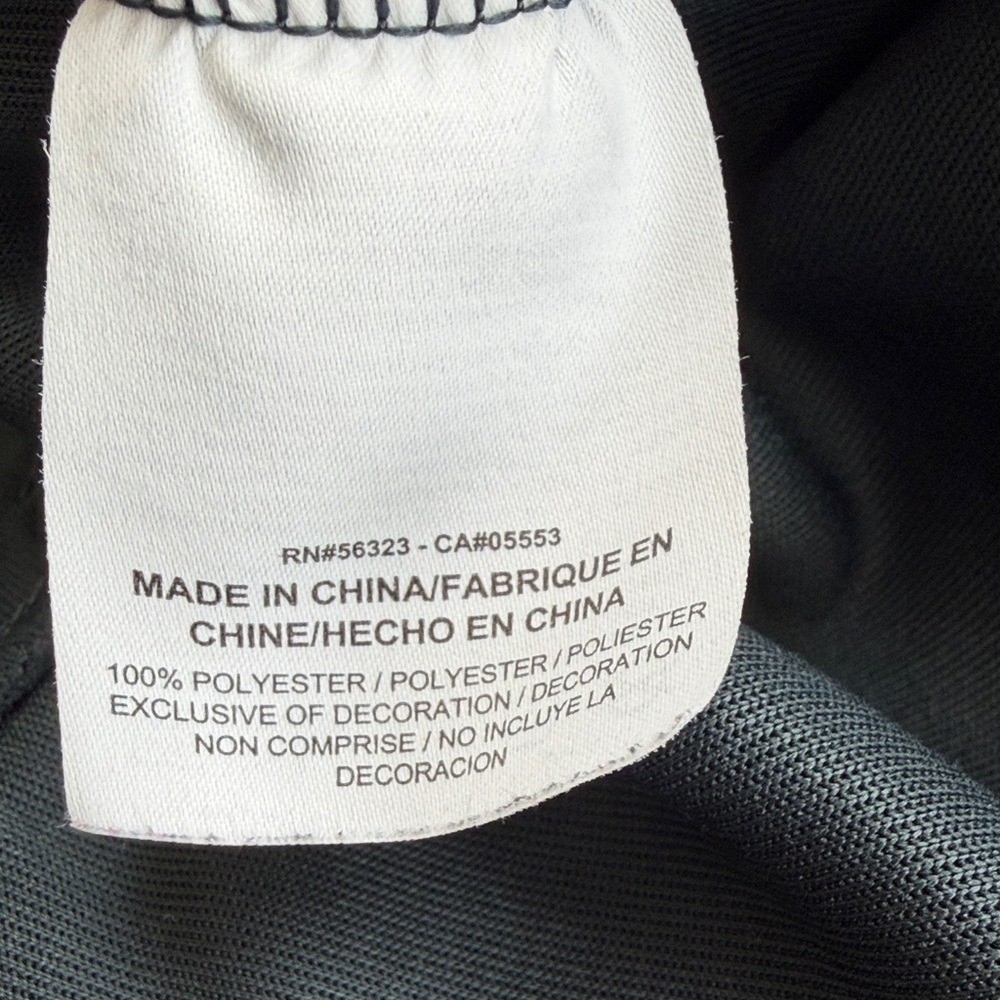 RN#56323 - CA#05553
MADE IN CHINA/FABRIQUE EN
CHINE/HECHO EN CHINA
100% POLYESTER / POLYESTER / POLIESTER
EXCLUSIVE OF DECORATION / DECORATION
NON COMPRISE / NO INCLUYE LA
DECORACION